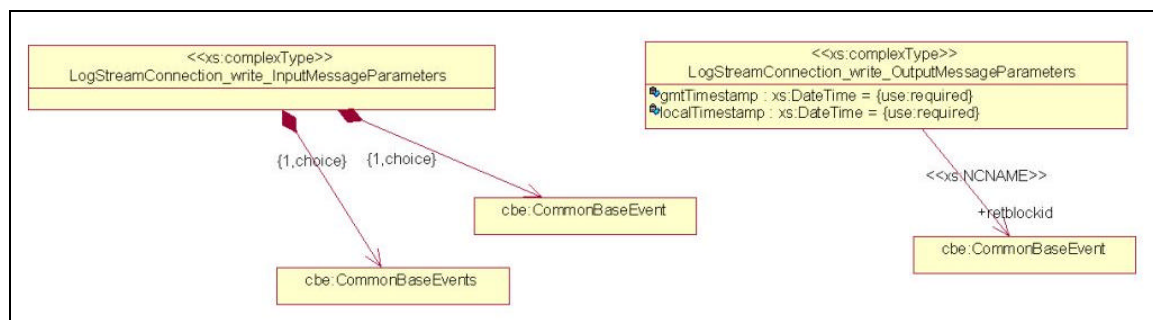 <<xs:complexType>>
LogStreamConnection_write_InputMessageParameters
{1,choice}
{1,choice}
cbe:CommonBaseEvent
cbe:CommonBaseEvents
<<xs:complexType>>
LogStreamConnection_write_OutputMessageParameters
gmtTimestamp : xs:DateTime = {use:required}
localTimestamp : xs:DateTime = {use:required}
<<xs:NCNAME>>
+retblockid
cbe:CommonBaseEvent